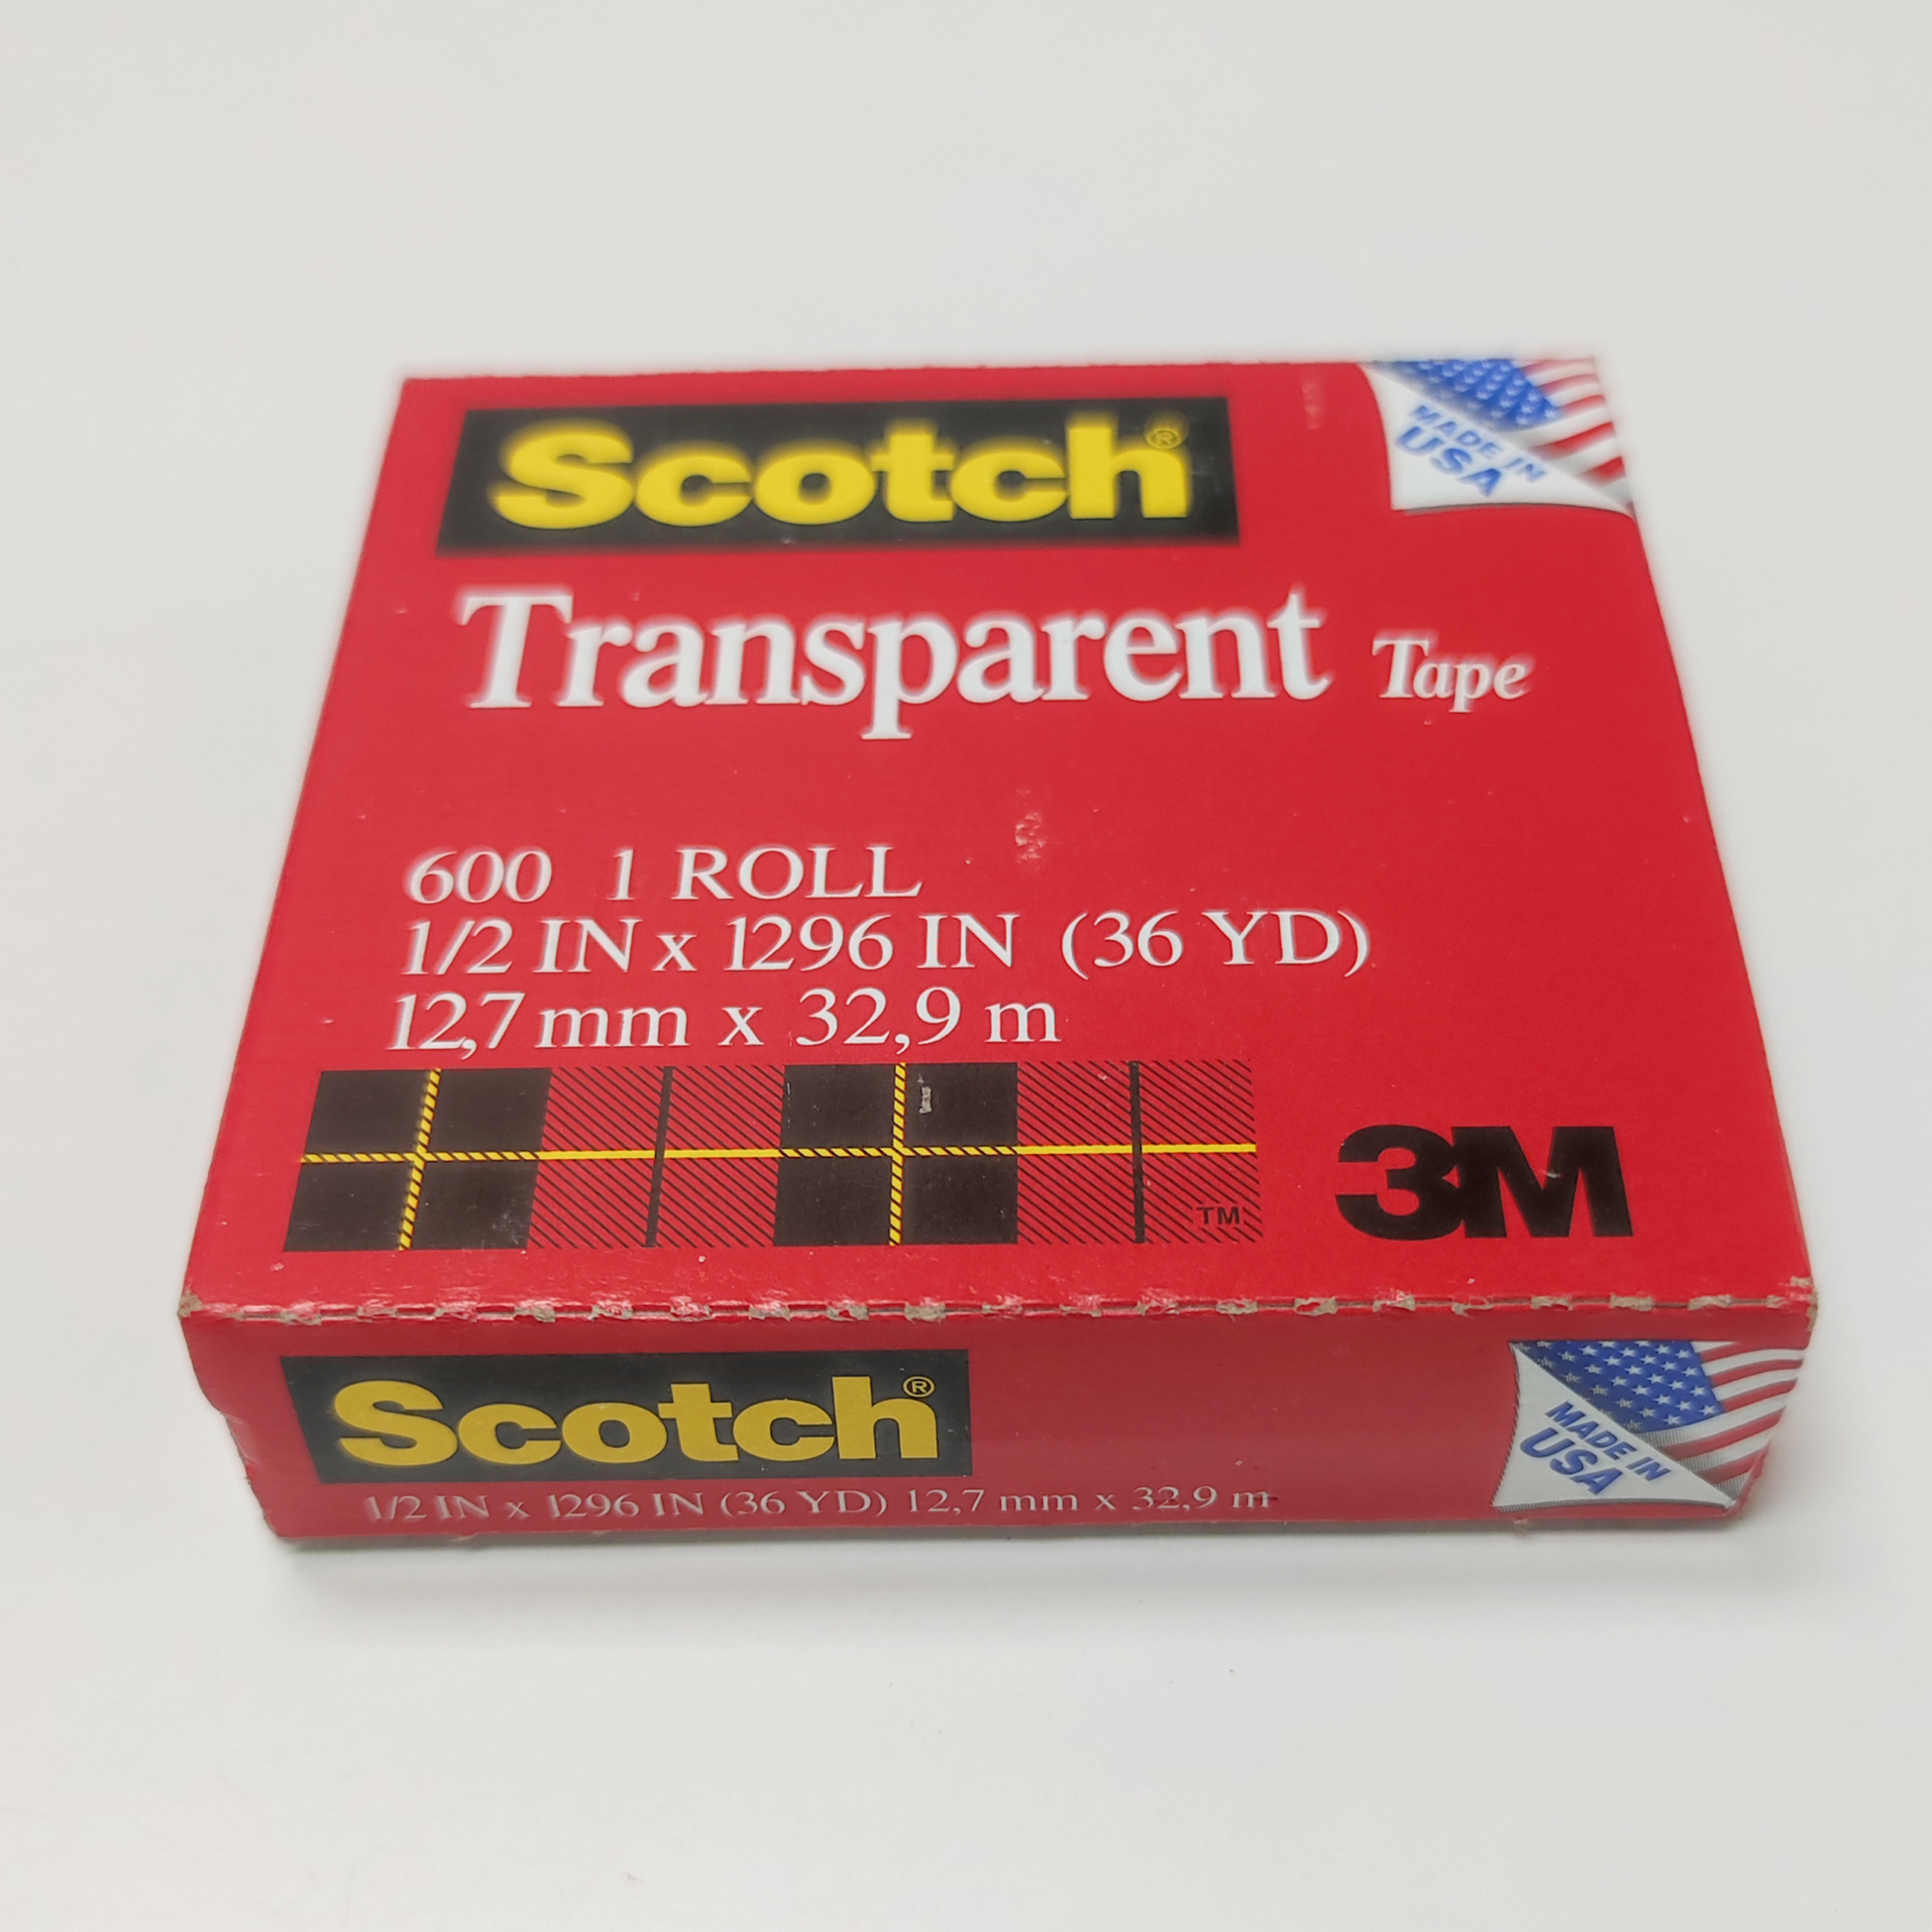 Scotch®
MADE IN
USA
Transparent Tape
600 1 ROLL
1/2 IN x 1296 IN (36 YD)
12,7 mm x 32,9 m
TM
3M
Scotch®
1/2 IN x 1296 IN (36 YD) 12,7 mm x 32,9 m
MADE IN
USA